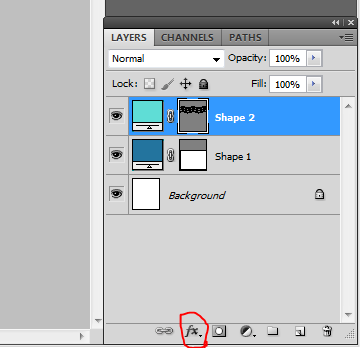 LAYERS CHANNELS PATHS
Normal Opacity: 100%
Lock: Fill: 100%
Shape 2
Shape 1
Background
fx